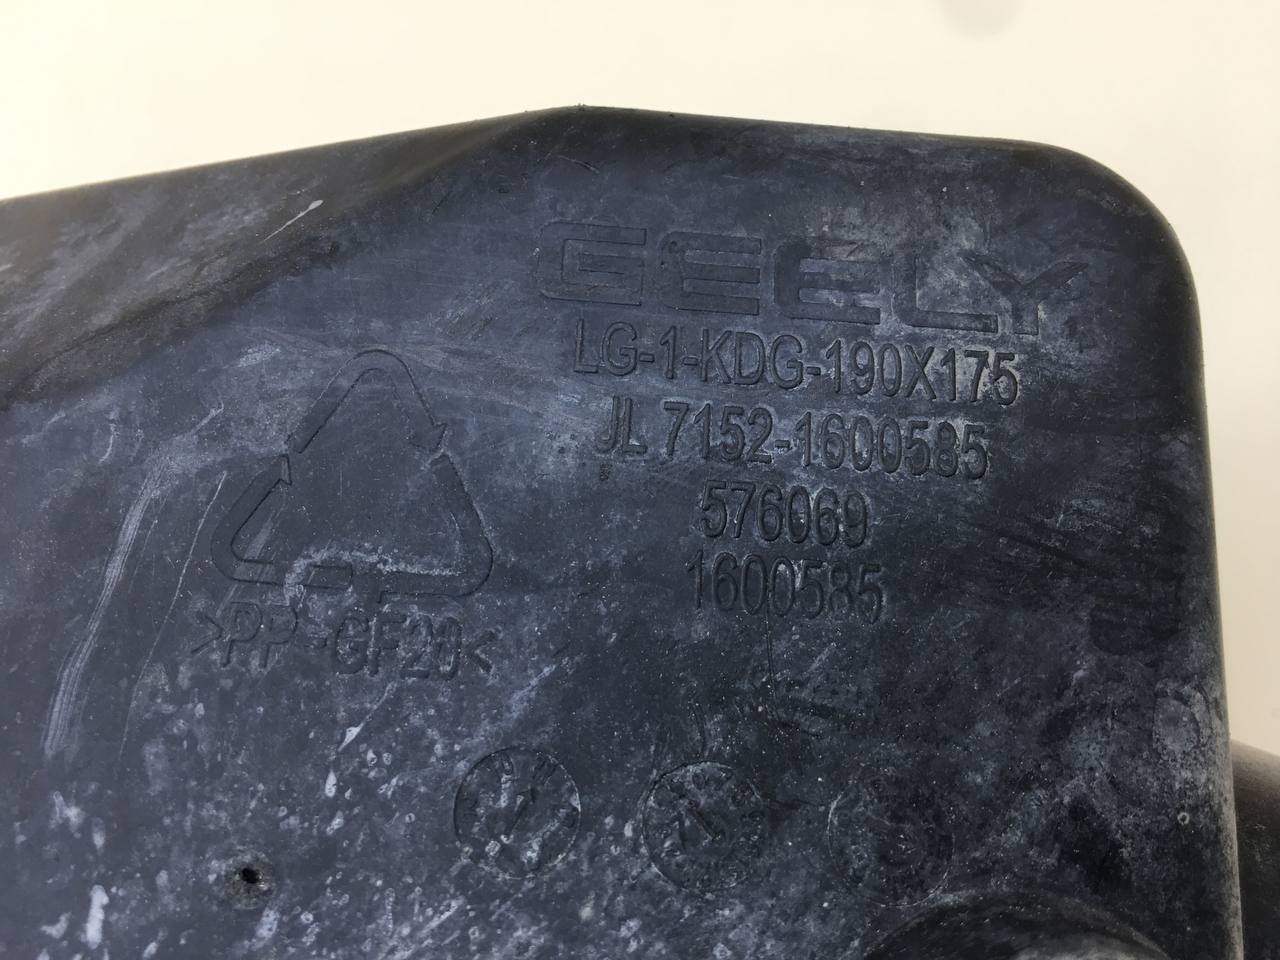 GEELY
LG-1-KDG-190X175
JL 7152-1600585
576069
1600585
>PP-GF20<